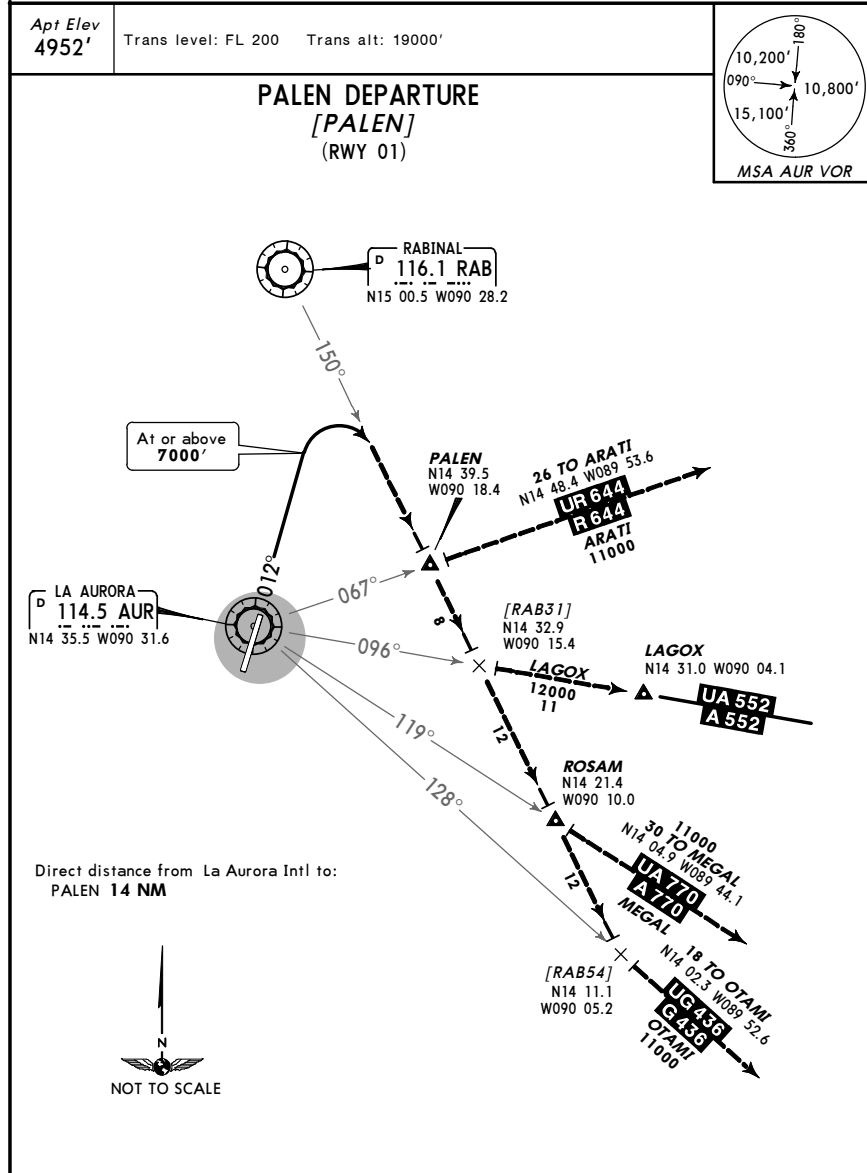 Apt Elev
4952'
Trans level: FL 200 Trans alt: 19000'
180°
10,200'
090°
10,800'
15,100'
360°
MSA AUR VOR
PALEN DEPARTURE
[PALEN]
(RWY 01)
RABINAL
D 116.1 RAB
N15 00.5 W090 28.2
150°
At or above
7000'
PALEN
N14 39.5
W090 18.4
26 TO ARATI
N14 48.4 W089 53.6
UR 644
R 644
ARATI
11000
012°
LA AURORA
D 114.5 AUR
N14 35.5 W090 31.6
067°
8
[RAB31]
N14 32.9
W090 15.4
096°
LAGOX
12000
11
LAGOX
N14 31.0 W090 04.1
UA 552
A 552
119°
12
ROSAM
N14 21.4
W090 10.0
128°
11000
30 TO MEGAL
N14 04.9 W089 44.1
UA 770
A 770
MEGAL
12
Direct distance from La Aurora Intl to:
PALEN 14 NM
[RAB54]
N14 11.1
W090 05.2
18 TO OTAMI
N14 02.3 W089 52.6
UG 436
G 436
OTAMI
11000
N
NOT TO SCALE